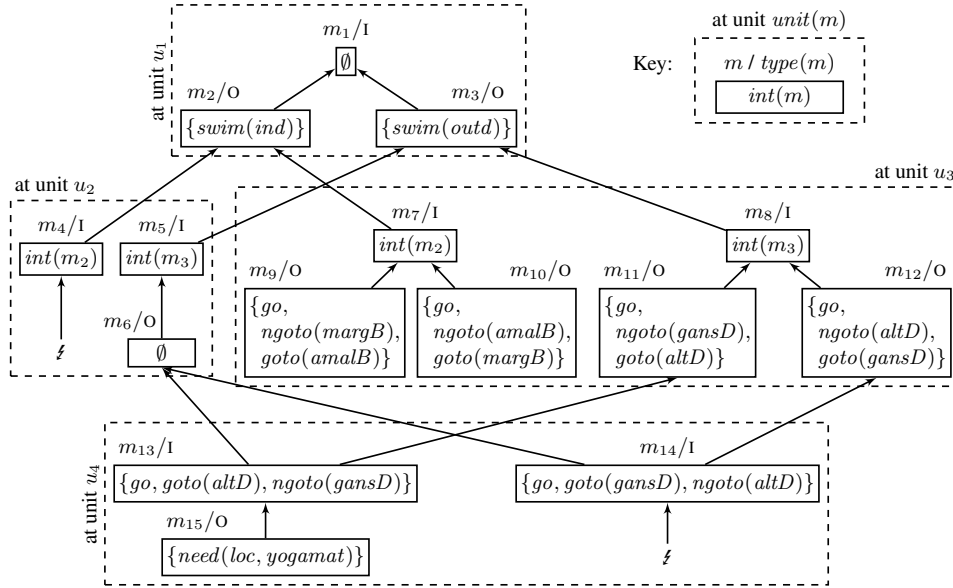 at unit u₁
m₁/I
∅
m₂/O
m₃/O
{swim(ind)}
{swim(outd)}
at unit unit(m)
Key:
m / type(m)
int(m)
at unit u₂
at unit u₃
m₄/I
m₅/I
int(m₂)
int(m₃)
m₆/O
↯
∅
m₇/I
m₈/I
int(m₂)
int(m₃)
m₉/O
m₁₀/O
m₁₁/O
m₁₂/O
{go,
ngoto(margB),
goto(amalB)}
{go,
ngoto(amalB),
goto(margB)}
{go,
ngoto(gansD),
goto(altD)}
{go,
ngoto(altD),
goto(gansD)}
at unit u₄
m₁₃/I
m₁₄/I
{go, goto(altD), ngoto(gansD)}
{go, goto(gansD), ngoto(altD)}
m₁₅/O
{need(loc, yogamat)}
↯